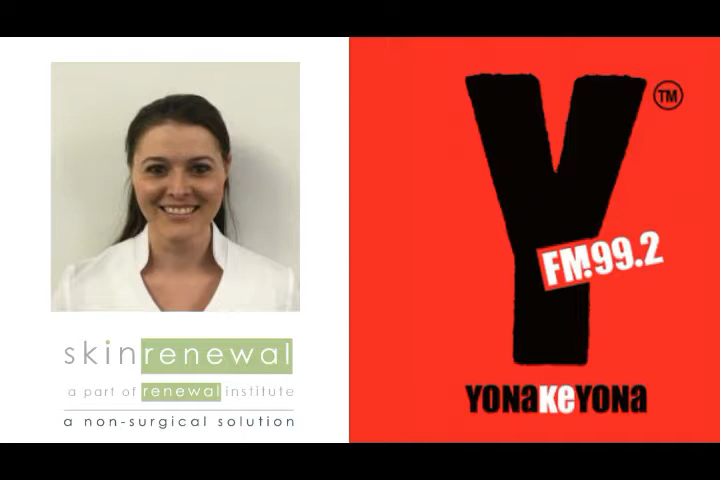 skinrenewal
a part of renewal institute
a non-surgical solution
Y
TM
FM99.2
YONAKeYONA